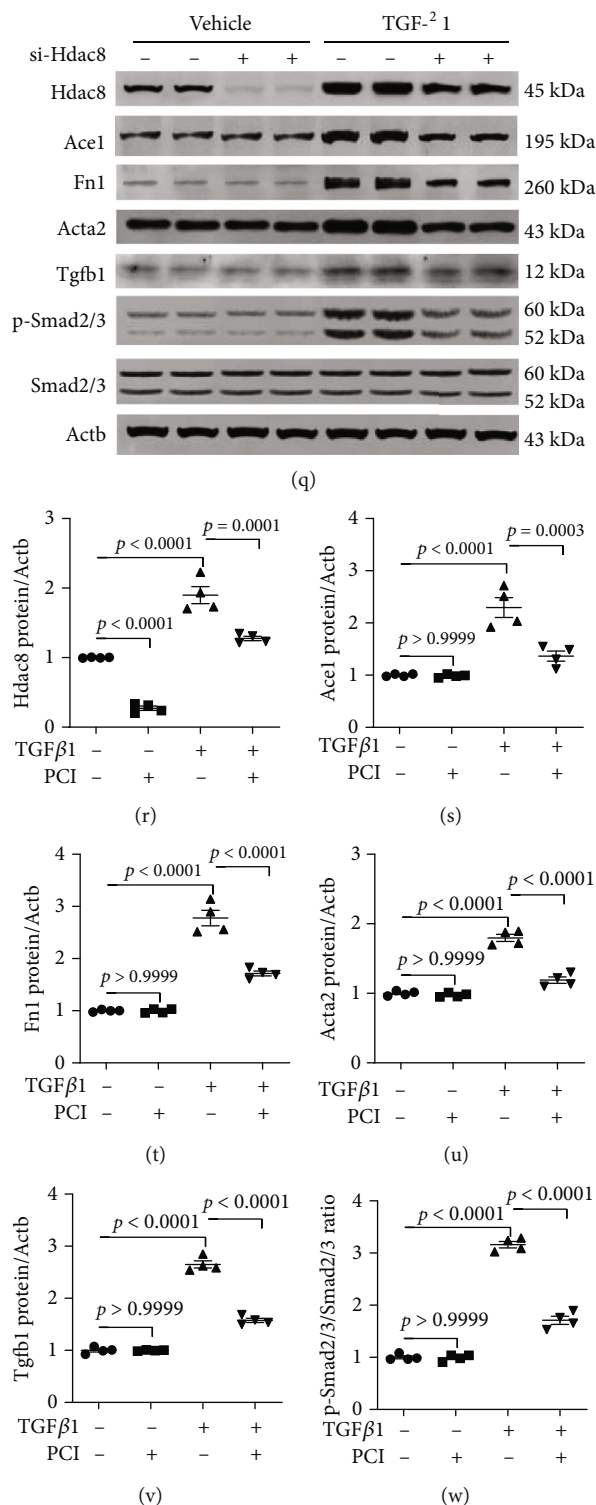 Vehicle TGF-² 1
si-Hdac8 – – + + – – + +
Hdac8 45 kDa
Ace1 195 kDa
Fn1 260 kDa
Acta2 43 kDa
Tgfb1 12 kDa
p-Smad2/3 60 kDa
52 kDa
Smad2/3 60 kDa
52 kDa
Actb 43 kDa
(q)
Hdac8 protein/Actb
3
2
1
0
p < 0.0001
p = 0.0001
p < 0.0001
TGFβ1 – – + +
PCI – + – +
(r)
Ace1 protein/Actb
4
3
2
1
0
p < 0.0001
p = 0.0003
p > 0.9999
TGFβ1 – – + +
PCI – + – +
(s)
Fn1 protein/Actb
4
3
2
1
0
p < 0.0001
p < 0.0001
p > 0.9999
TGFβ1 – – + +
PCI – + – +
(t)
Acta2 protein/Actb
3
2
1
0
p < 0.0001
p < 0.0001
p > 0.9999
TGFβ1 – – + +
PCI – + – +
(u)
Tgfb1 protein/Actb
4
3
2
1
0
p < 0.0001
p < 0.0001
p > 0.9999
TGFβ1 – – + +
PCI – + – +
(v)
p-Smad2/3/Smad2/3 ratio
4
3
2
1
0
p < 0.0001
p < 0.0001
p > 0.9999
TGFβ1 – – + +
PCI – + – +
(w)